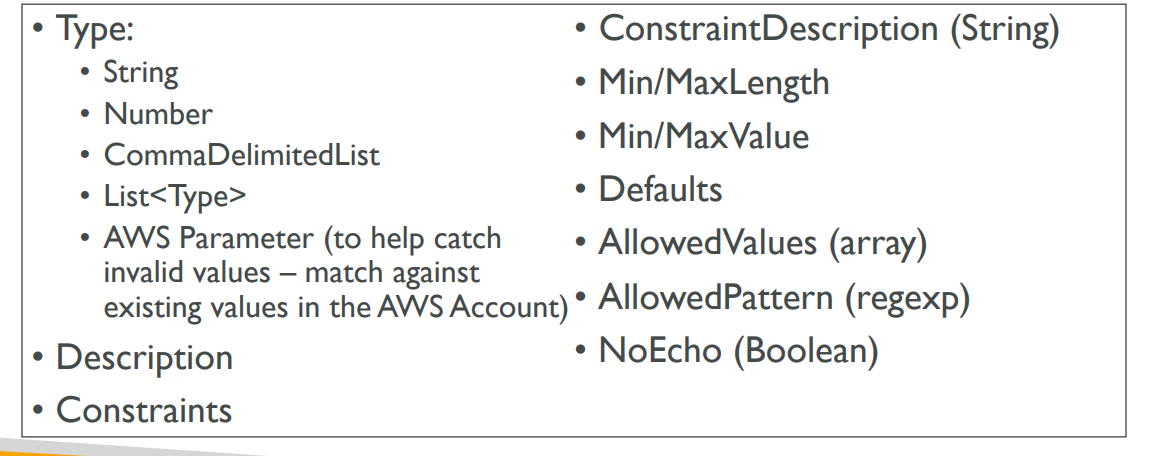 • Type:
• String
• Number
• CommaDelimitedList
• List<Type>
• AWS Parameter (to help catch
invalid values – match against
existing values in the AWS Account)
• Description
• Constraints
• ConstraintDescription (String)
• Min/MaxLength
• Min/MaxValue
• Defaults
• AllowedValues (array)
• AllowedPattern (regexp)
• NoEcho (Boolean)